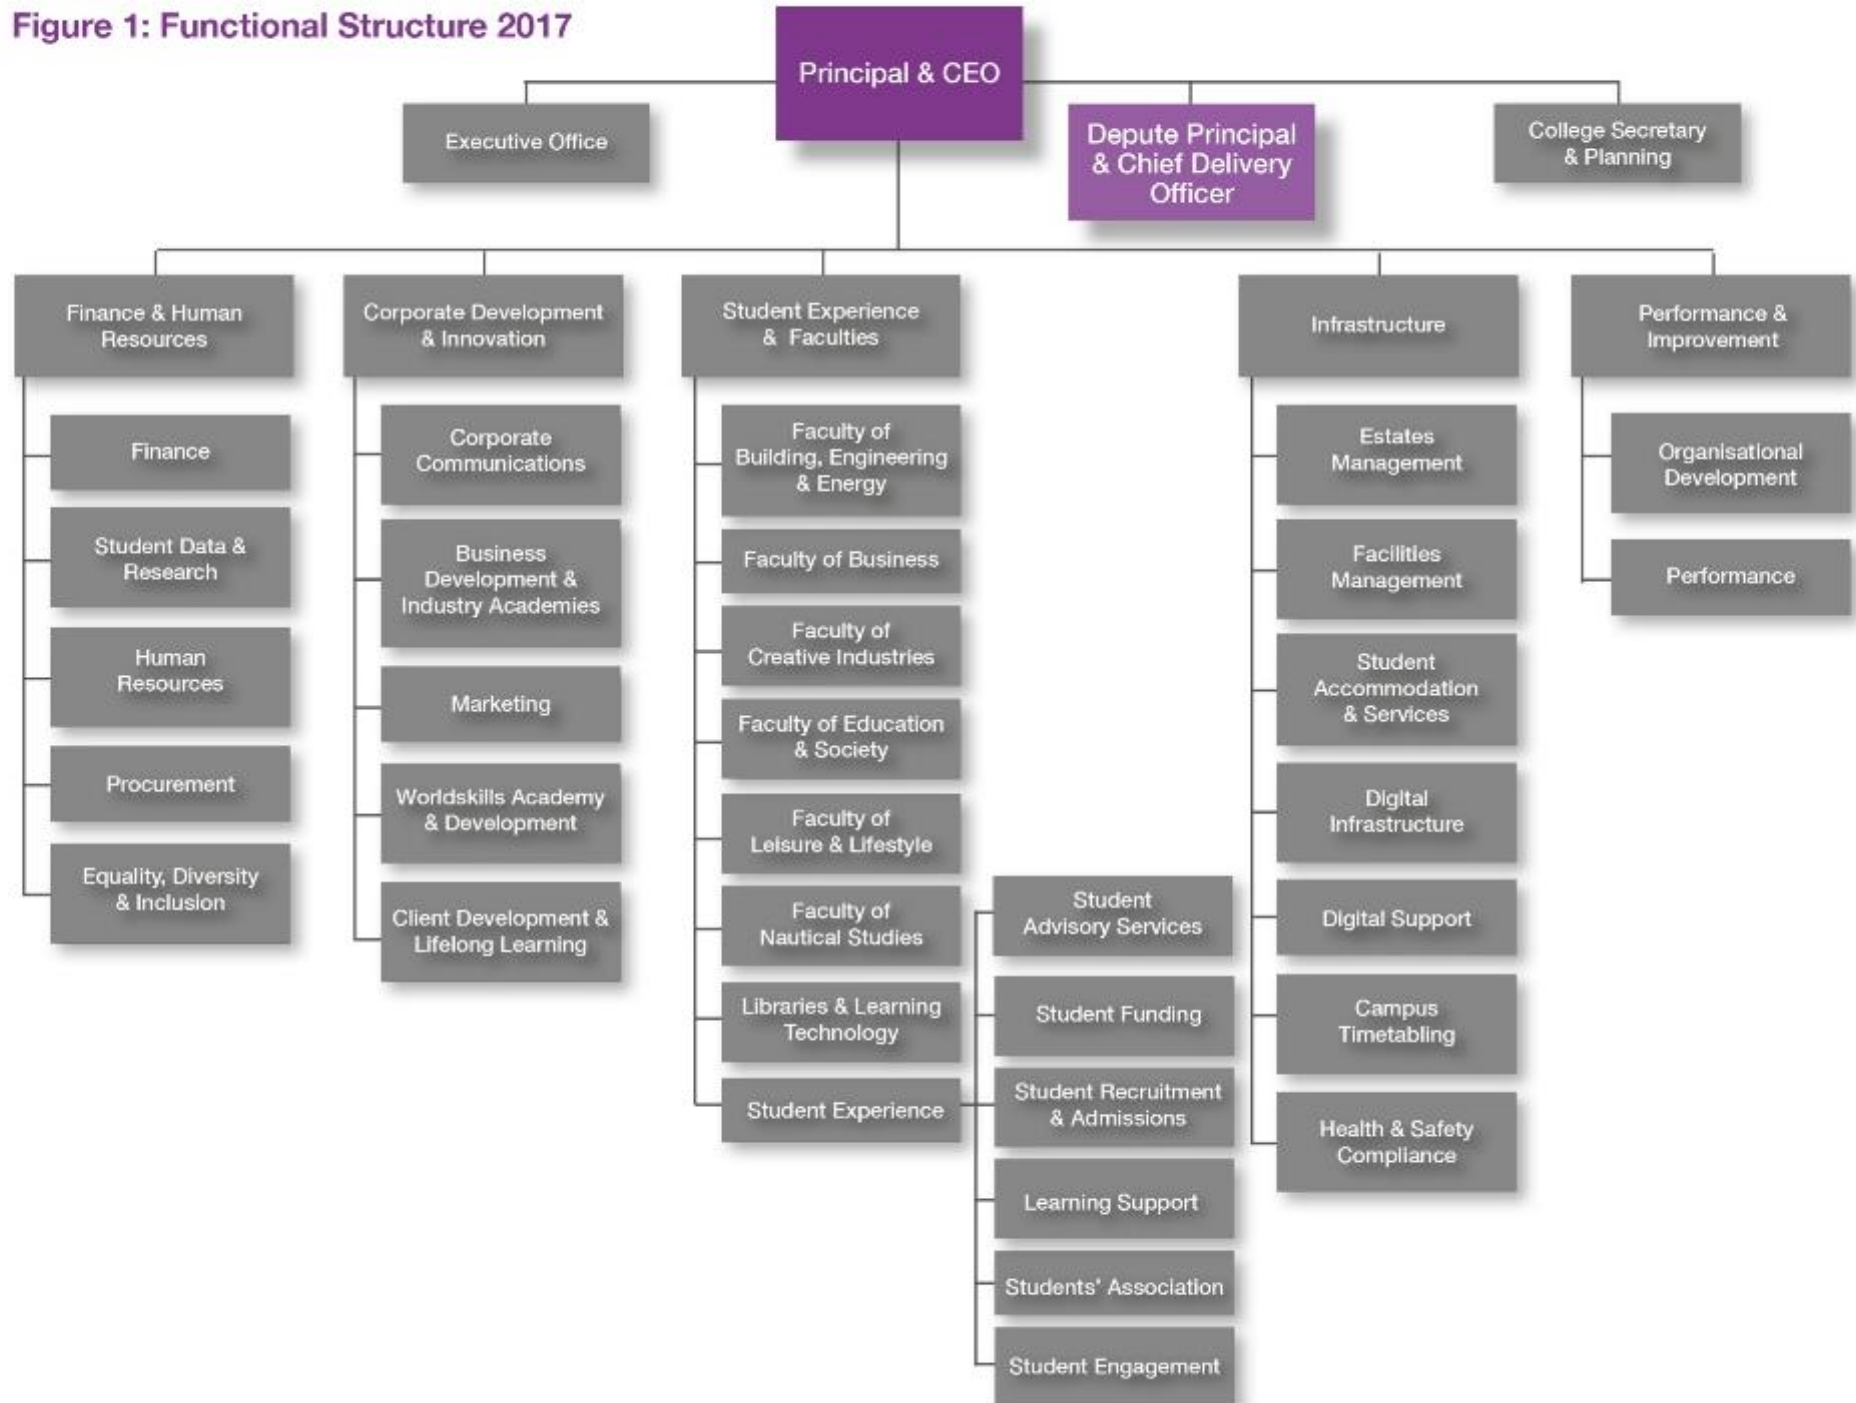 Figure 1: Functional Structure 2017
Principal & CEO
Executive Office
Depute Principal
& Chief Delivery
Officer
College Secretary
& Planning
Finance & Human
Resources
Finance
Student Data &
Research
Human
Resources
Procurement
Equality, Diversity
& Inclusion
Corporate Development
& Innovation
Corporate
Communications
Business
Development &
Industry Academies
Marketing
Worldskills Academy
& Development
Client Development &
Lifelong Learning
Student Experience
& Faculties
Faculty of
Building, Engineering
& Energy
Faculty of Business
Faculty of
Creative Industries
Faculty of Education
& Society
Faculty of
Leisure & Lifestyle
Faculty of
Nautical Studies
Libraries & Learning
Technology
Student Experience
Student
Advisory Services
Student Funding
Student Recruitment
& Admissions
Learning Support
Students' Association
Student Engagement
Infrastructure
Estates
Management
Facilities
Management
Student
Accommodation
& Services
Digital
Infrastructure
Digital Support
Campus
Timetabling
Health & Safety
Compliance
Performance &
Improvement
Organisational
Development
Performance